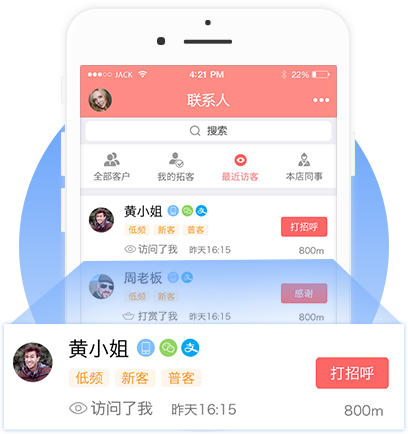 JACK 4:21 PM 22%
联系人
搜索
全部客户 我的拓客 最近访客 本店同事
黄小姐
低频 新客 普客 打招呼
访问了我 昨天16:15 800m
周老板
低频 新客 普客 感谢
打赏了我 昨天16:15 800m
黄小姐
低频 新客 普客 打招呼
访问了我 昨天16:15 800m